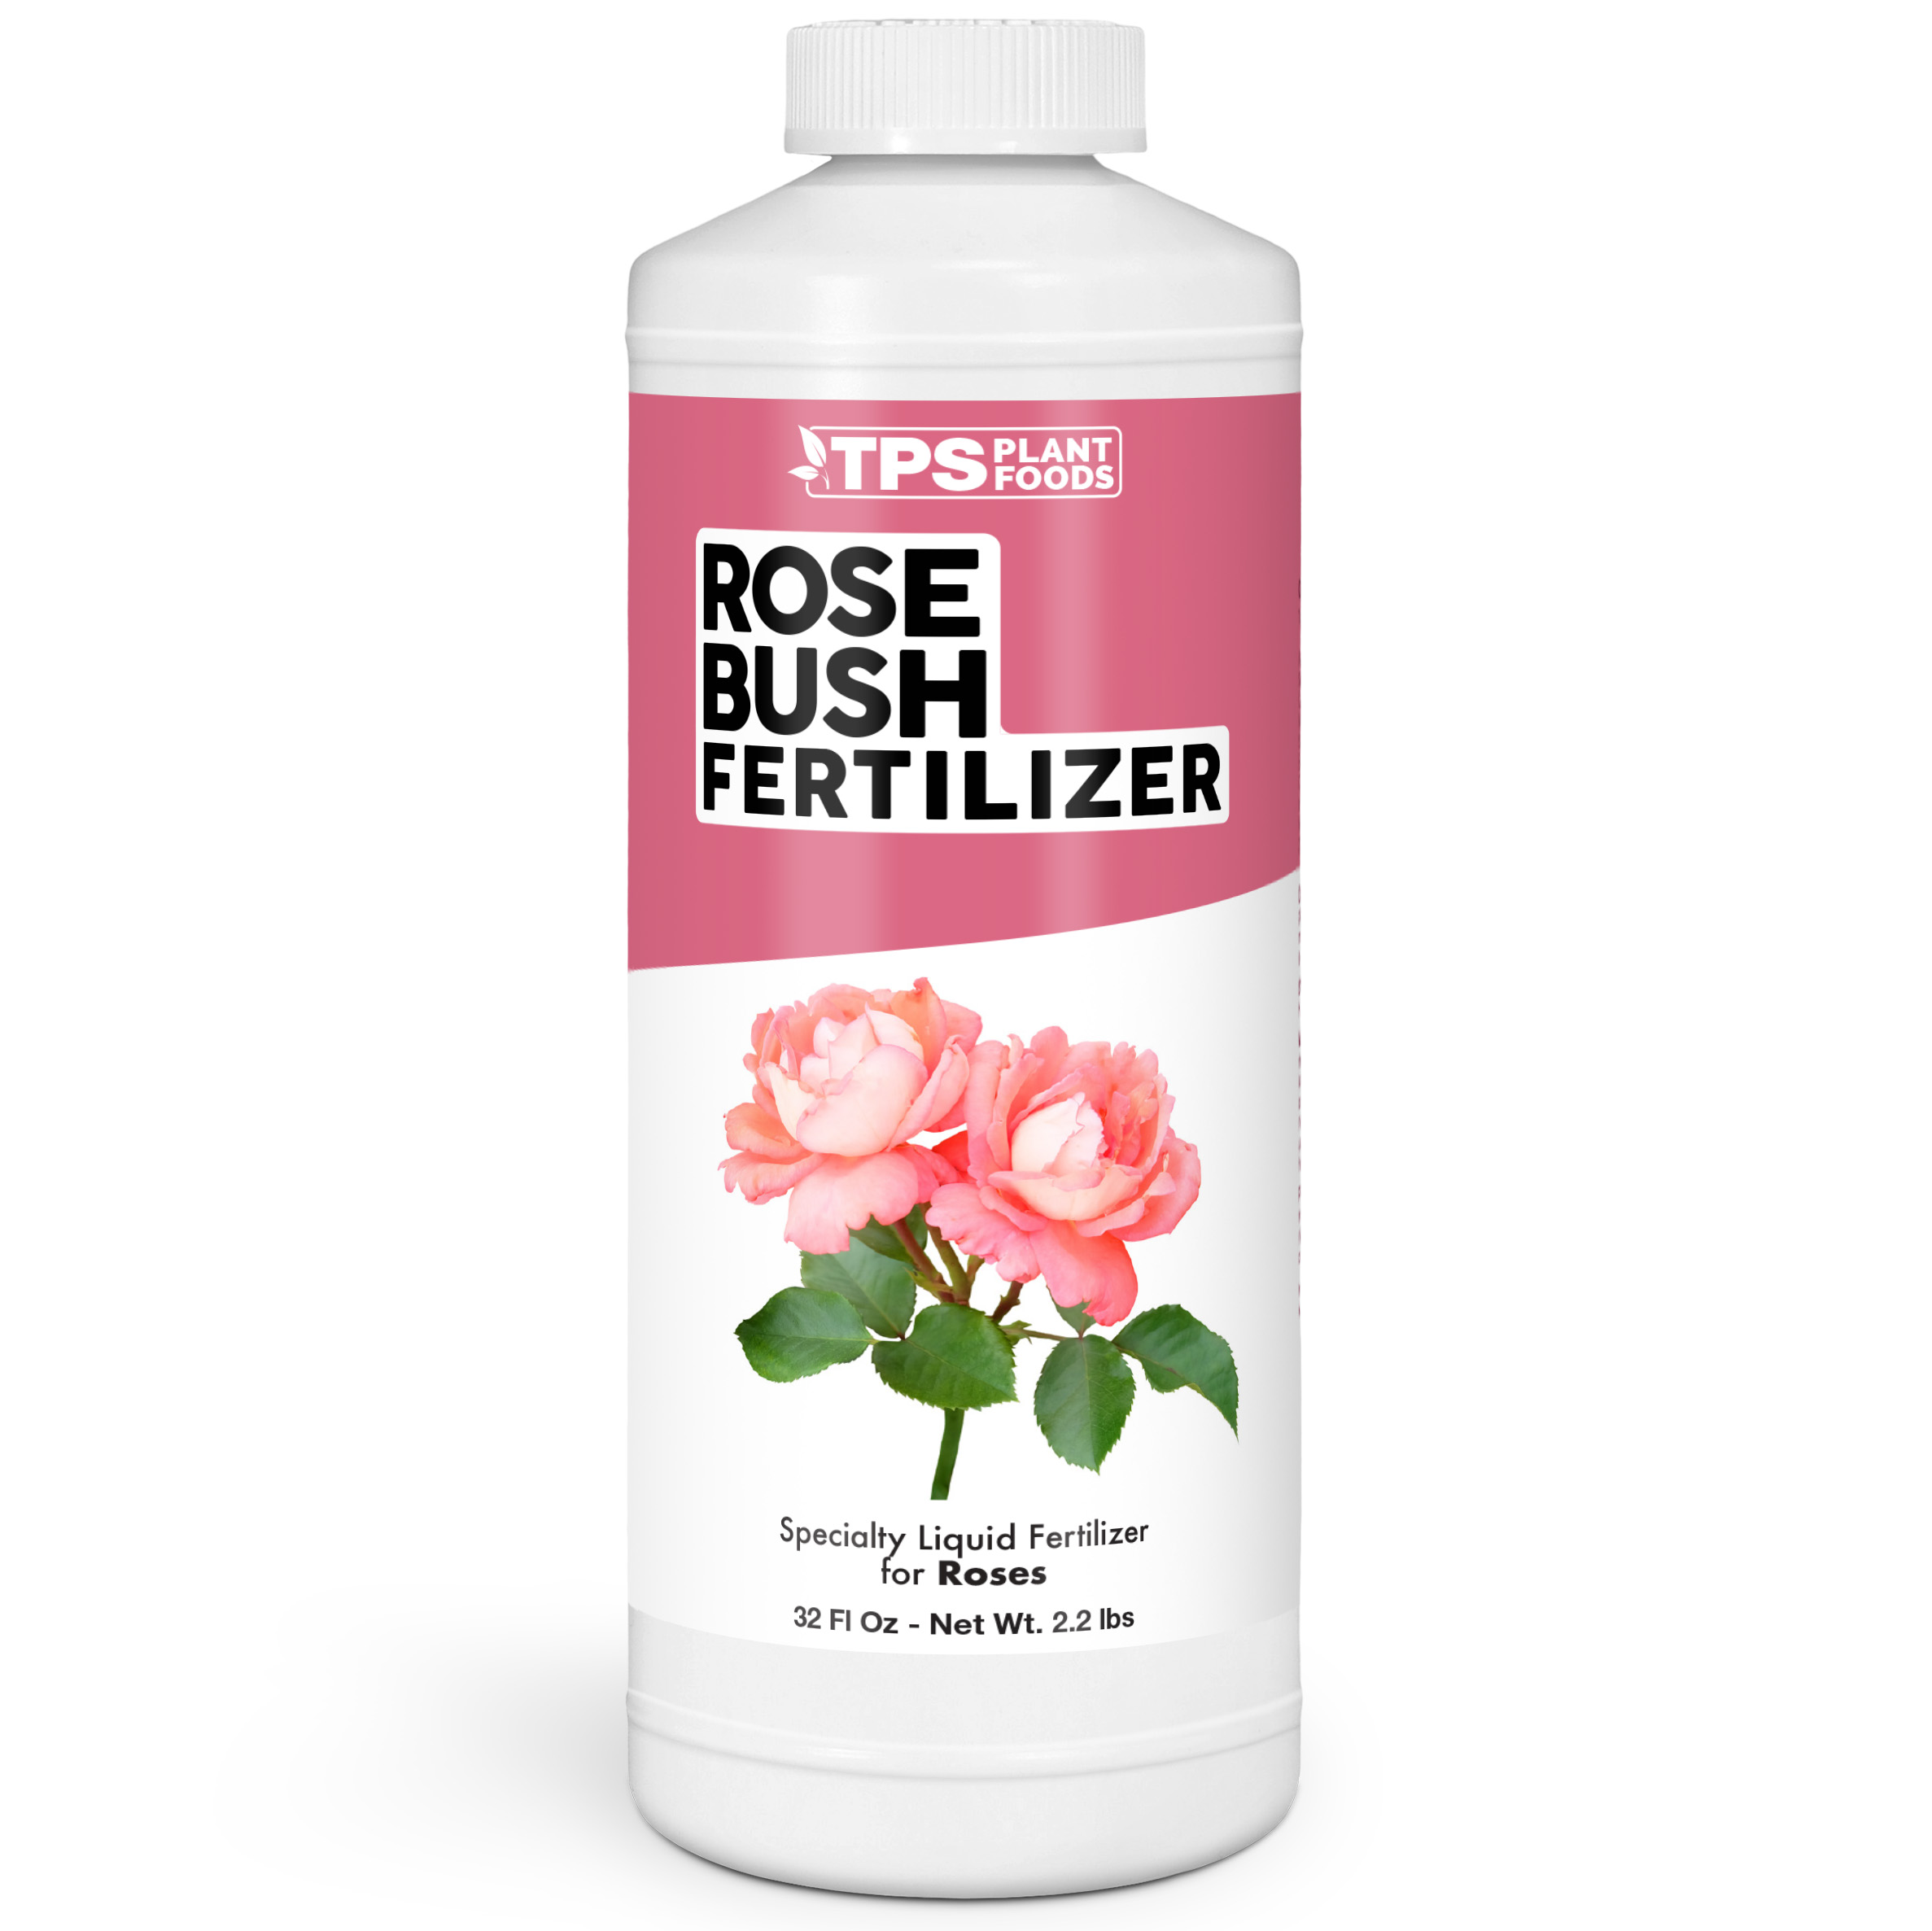 TPS PLANT FOODS
ROSE
BUSH
FERTILIZER
Specialty Liquid Fertilizer
for Roses
32 Fl Oz - Net Wt. 2.2 lbs